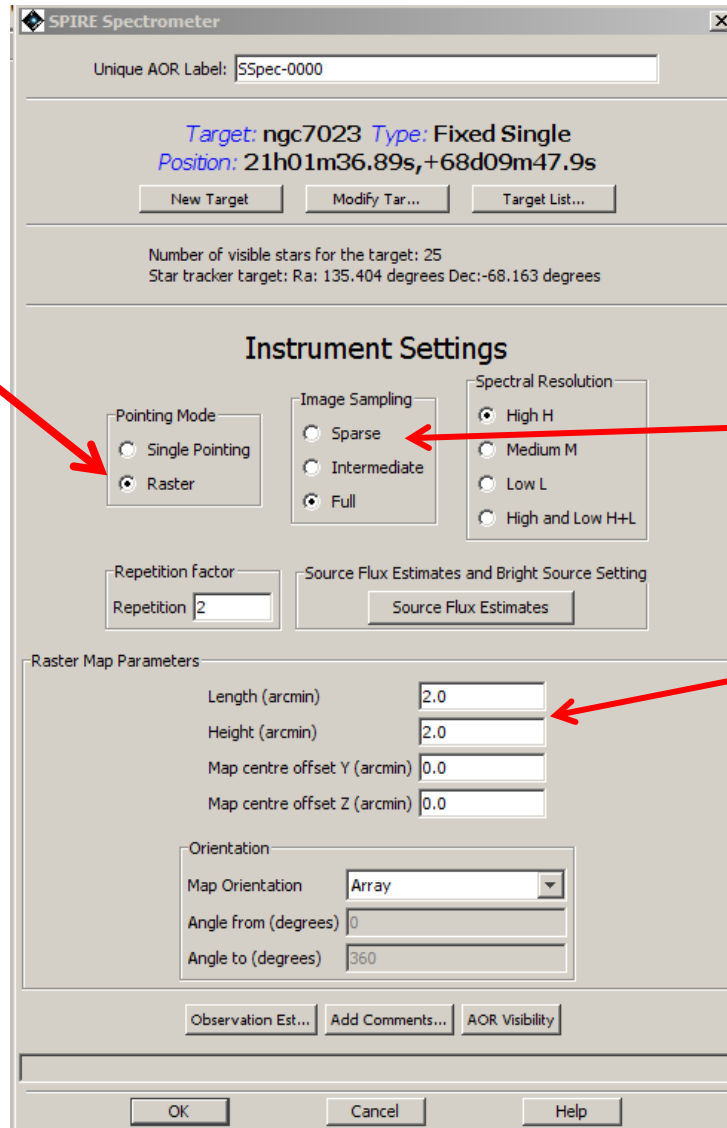 SPIRE Spectrometer
Unique AOR Label: SSpec-0000
Target: ngc7023 Type: Fixed Single
Position: 21h01m36.89s,+68d09m47.9s
New Target Modify Tar... Target List...
Number of visible stars for the target: 25
Star tracker target: Ra: 135.404 degrees Dec:-68.163 degrees
Instrument Settings
Pointing Mode
Single Pointing
Raster
Image Sampling
Sparse
Intermediate
Full
Spectral Resolution
High H
Medium M
Low L
High and Low H+L
Repetition factor
Repetition 2
Source Flux Estimates and Bright Source Setting
Source Flux Estimates
Raster Map Parameters
Length (arcmin) 2.0
Height (arcmin) 2.0
Map centre offset Y (arcmin) 0.0
Map centre offset Z (arcmin) 0.0
Orientation
Map Orientation Array
Angle from (degrees) 0
Angle to (degrees) 360
Observation Est... Add Comments... AOR Visibility
OK Cancel Help